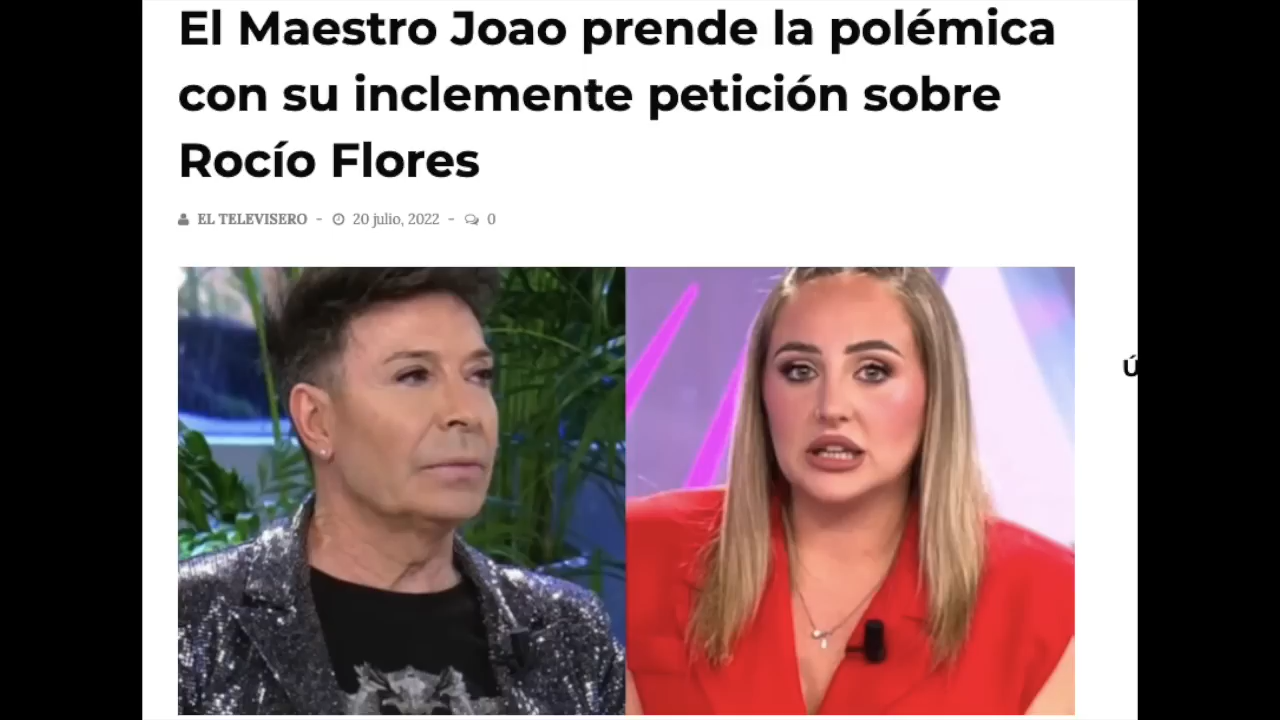 El Maestro Joao prende la polémica
con su inclemente petición sobre
Rocío Flores
EL TELEVISERO - 20 julio, 2022 - 0
Ú